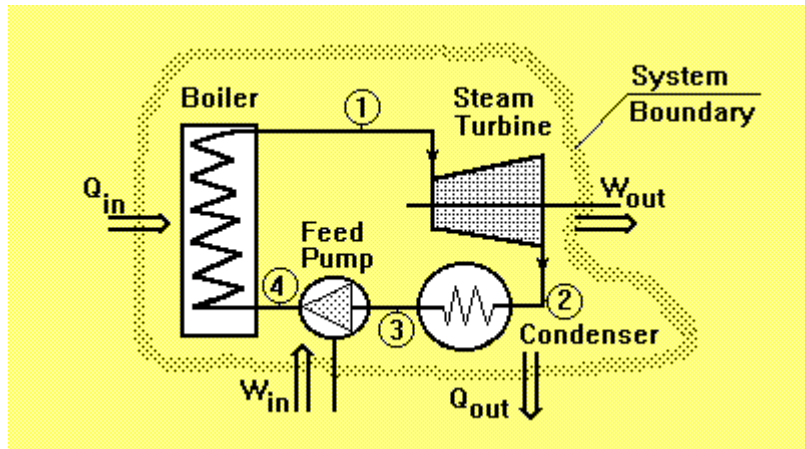 System
Boundary
Boiler
1
Steam
Turbine
Q in
W out
Feed
Pump
4
3
2
Condenser
W in
Q out